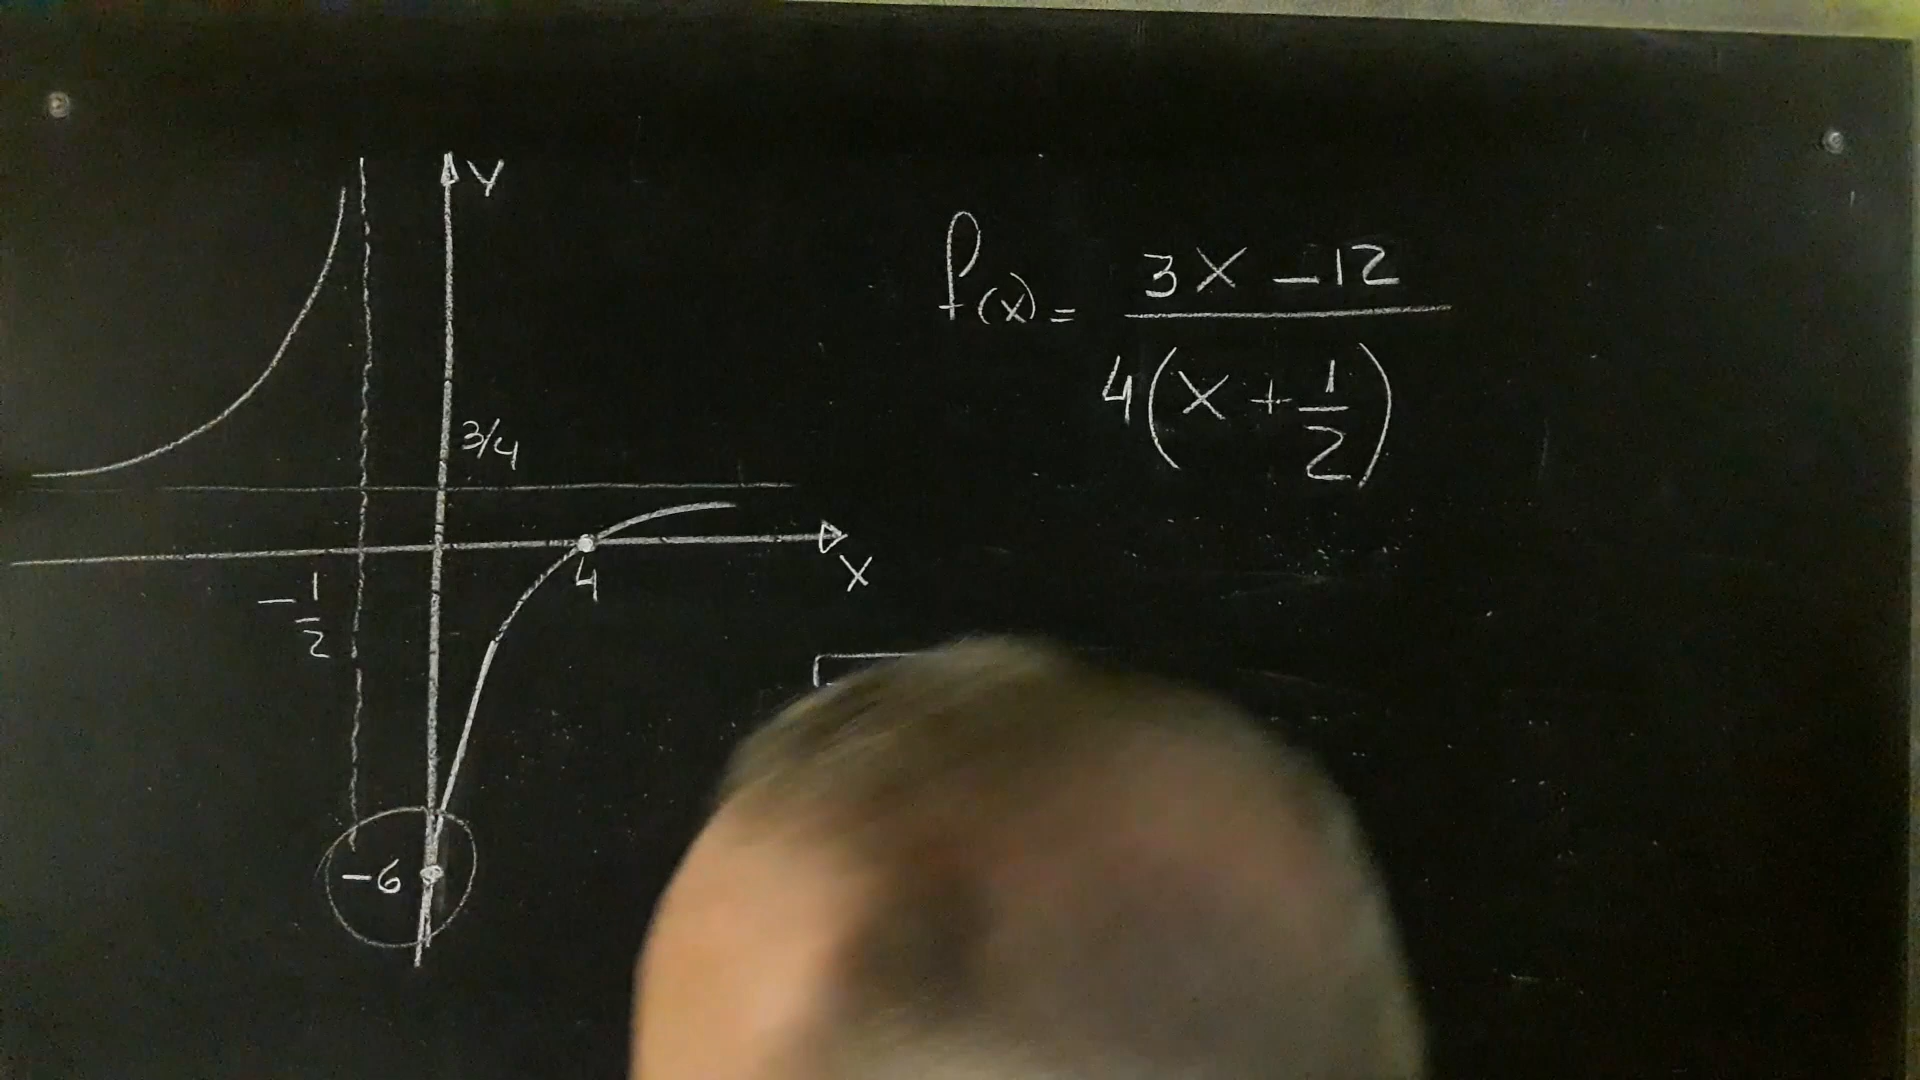 Y
3/4
4
X
-1/2
-6
f(x) = 3X - 12
4(X + 1/2)